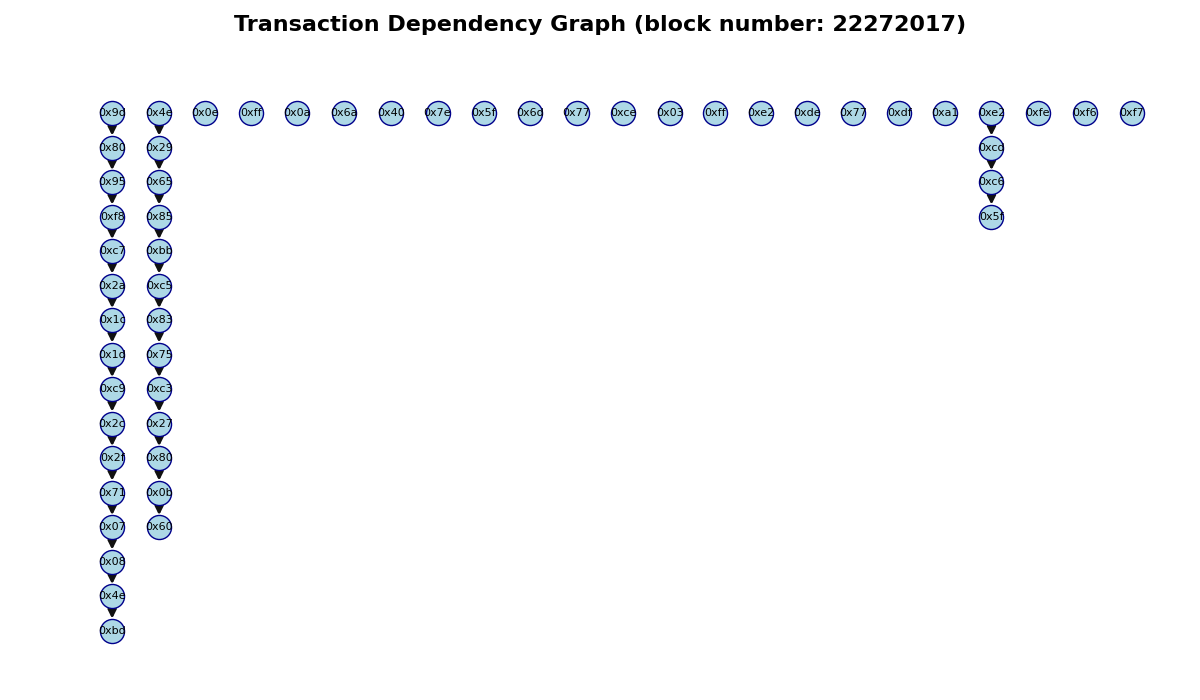 Transaction Dependency Graph (block number: 22272017)
0x9d 0x4e 0x0e 0xff 0x0a 0x6a 0x40 0x7e 0x5f 0x6d 0x77 0xce 0x03 0xff 0xe2 0xde 0x77 0xdf 0xa1 0xe2 0xfe 0xf6 0xf7
0x80 0x29 0xcd
0x95 0x65 0xc6
0xf8 0x85 0x5f
0xc7 0xbb
0x2a 0xc5
0x1c 0x83
0x1d 0x75
0xc9 0xc3
0x2c 0x27
0x2f 0x80
0x71 0x0b
0x07 0x60
0x08
0x4e
0xbd